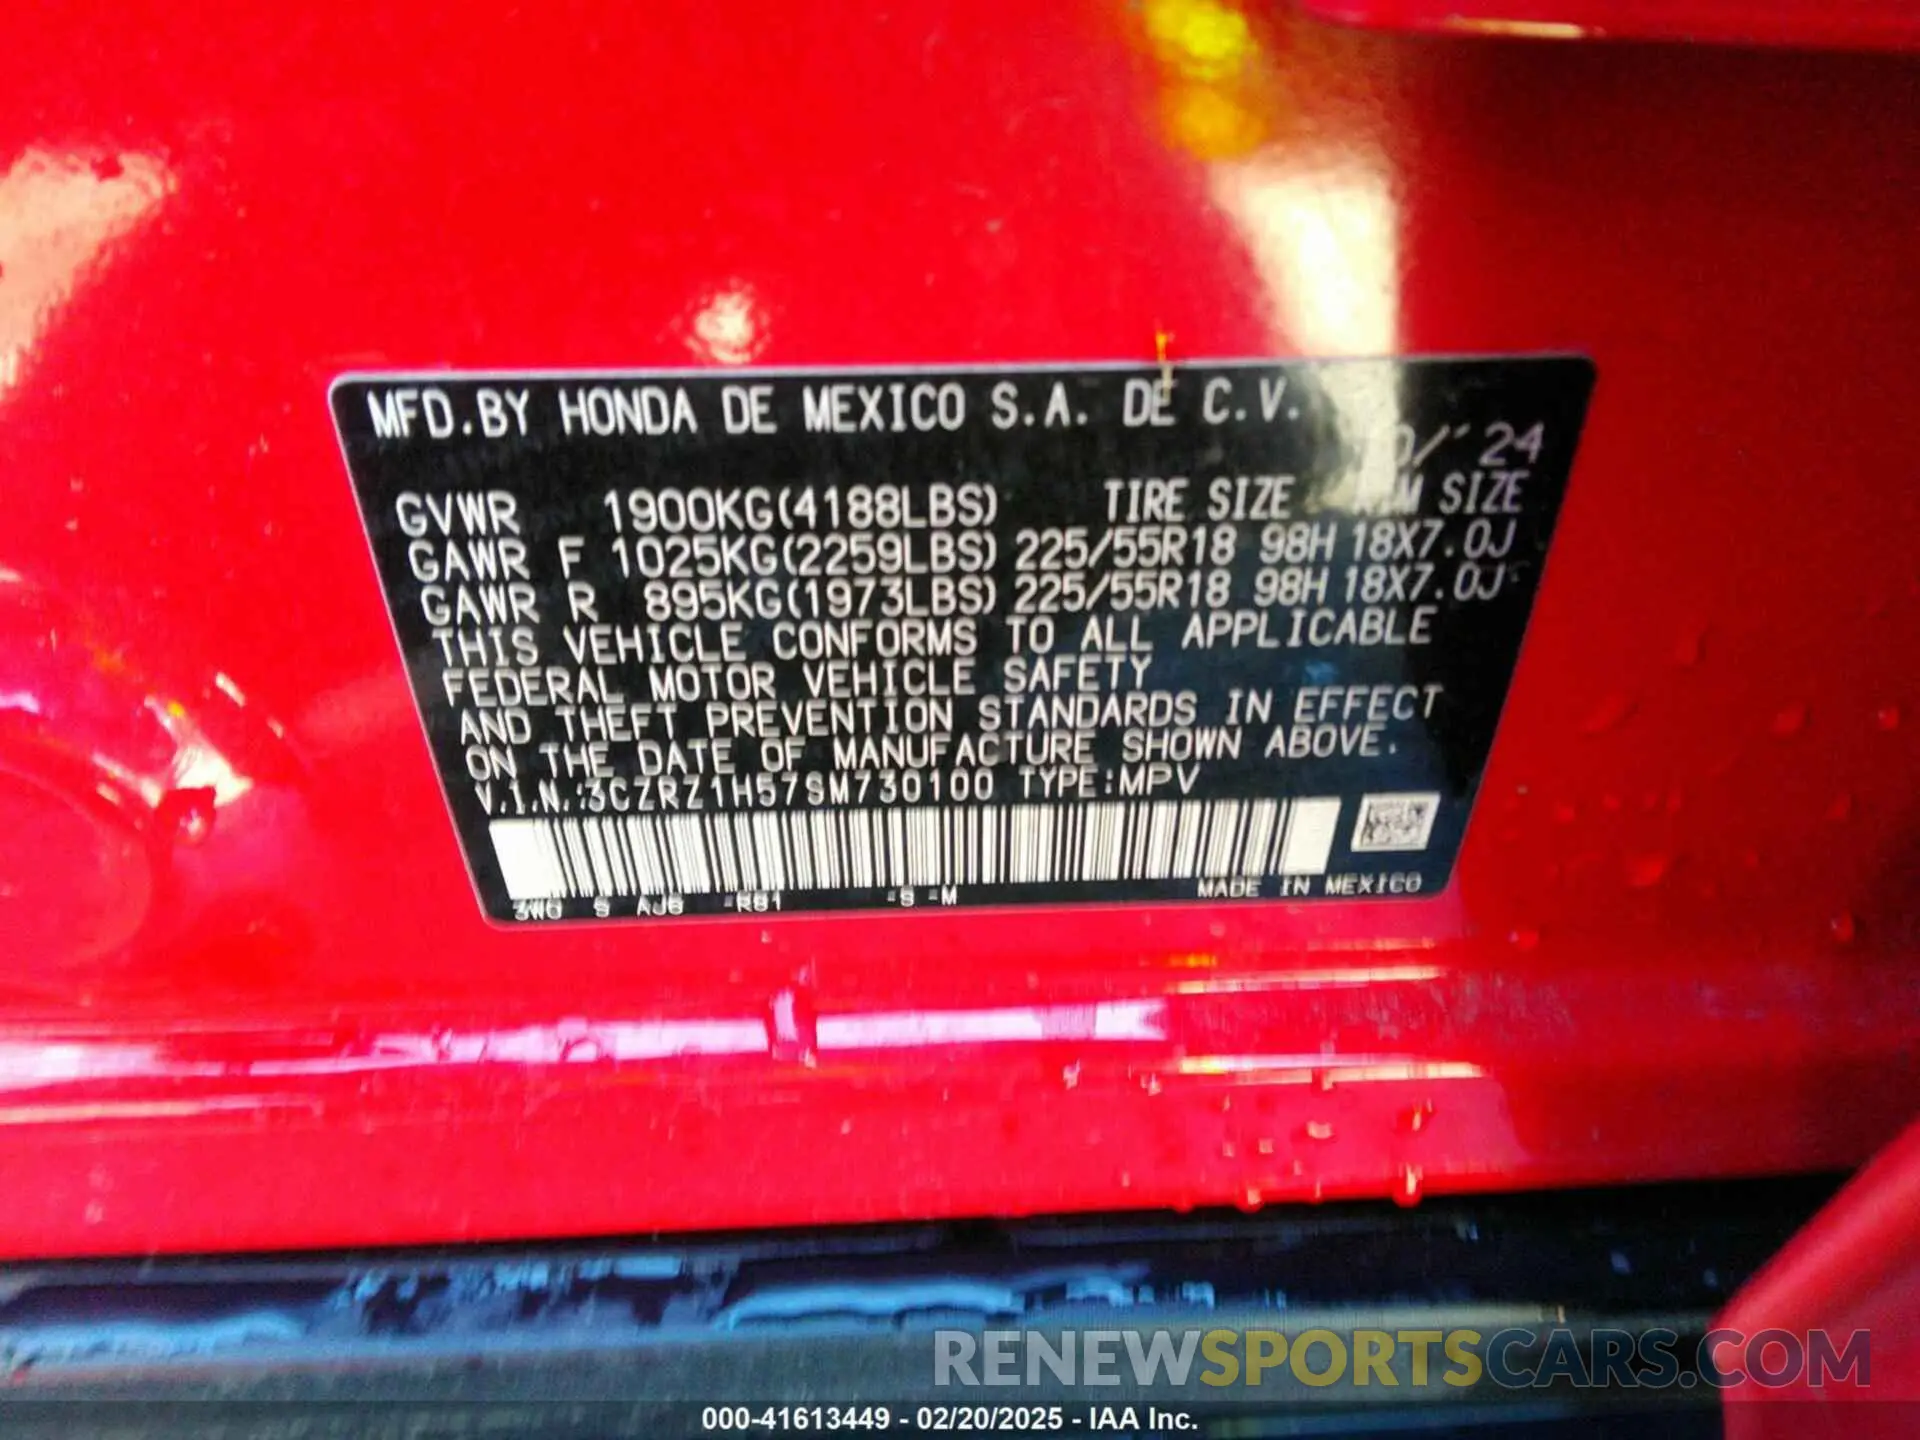 MFD.BY HONDA DE MEXICO S.A. DE C.V.
24
GVWR 1900KG(4188LBS) TIRE SIZE SIZE
GAWR F 1025KG(2259LBS) 225/55R18 98H 18X7.0J
GAWR R 895KG(1973LBS) 225/55R18 98H 18X7.0J
THIS VEHICLE CONFORMS TO ALL APPLICABLE
FEDERAL MOTOR VEHICLE SAFETY
AND THEFT PREVENTION STANDARDS IN EFFECT
ON THE DATE OF MANUFACTURE SHOWN ABOVE.
V.I.N.:3CZRZ1H57SM730100 TYPE:MPV
3W0 S AJ6 -R81 -S -M MADE IN MEXICO
RENEWSPORTSCARS.COM
000-41613449 - 02/20/2025 - IAA Inc.